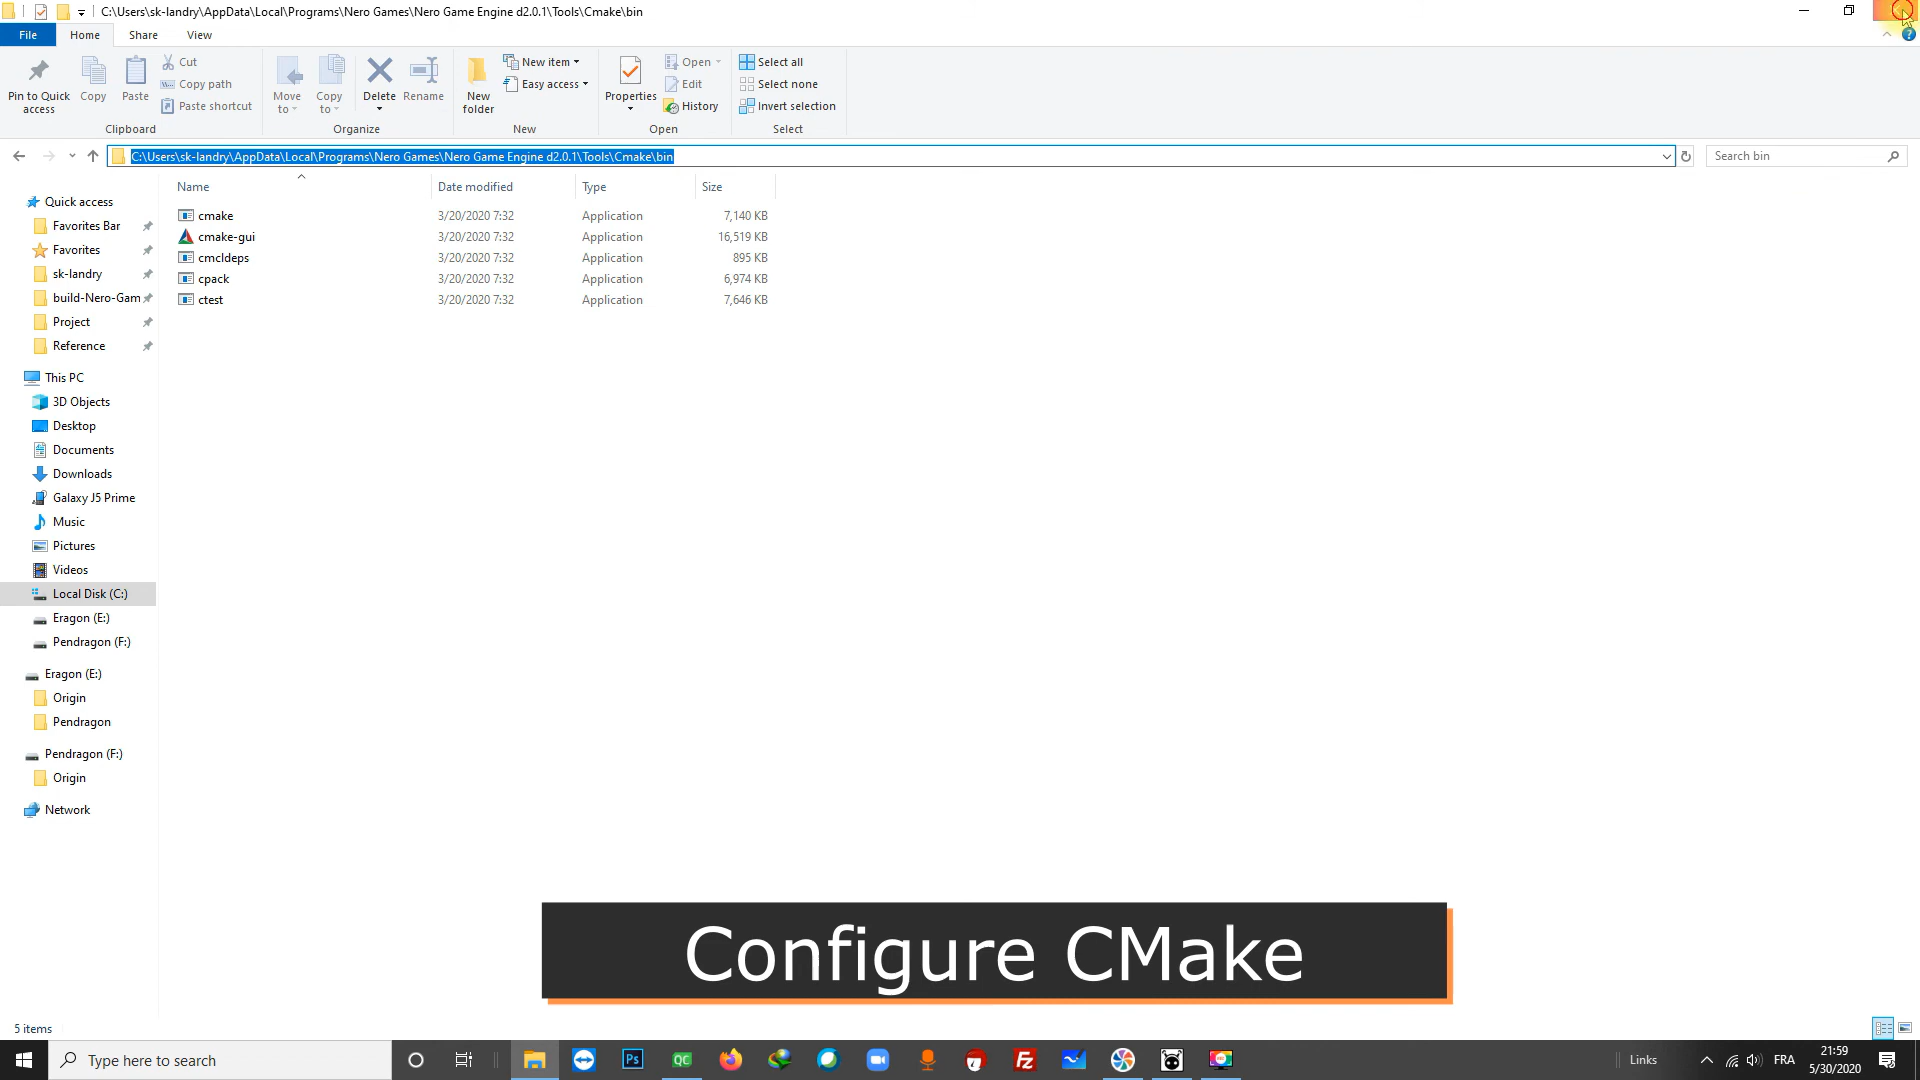 C:\Users\sk-landry\AppData\Local\Programs\Nero Games\Nero Game Engine d2.0.1\Tools\Cmake\bin
File Home Share View
Pin to Quick access
Copy
Paste
Cut
Copy path
Paste shortcut
Clipboard
Move to
Copy to
Delete
Rename
Organize
New folder
New item
Easy access
New
Properties
Open
Edit
History
Open
Select all
Select none
Invert selection
Select
C:\Users\sk-landry\AppData\Local\Programs\Nero Games\Nero Game Engine d2.0.1\Tools\Cmake\bin
Search bin
Name Date modified Type Size
cmake 3/20/2020 7:32 Application 7,140 KB
cmake-gui 3/20/2020 7:32 Application 16,519 KB
cmcldeps 3/20/2020 7:32 Application 895 KB
cpack 3/20/2020 7:32 Application 6,974 KB
ctest 3/20/2020 7:32 Application 7,646 KB
Quick access
Favorites Bar
Favorites
sk-landry
build-Nero-Gam
Project
Reference
This PC
3D Objects
Desktop
Documents
Downloads
Galaxy J5 Prime
Music
Pictures
Videos
Local Disk (C:)
Eragon (E:)
Pendragon (F:)
Eragon (E:)
Origin
Pendragon
Pendragon (F:)
Origin
Network
Configure CMake
5 items
Type here to search
Ps
QC
Fz
Links
FRA
21:59
5/30/2020